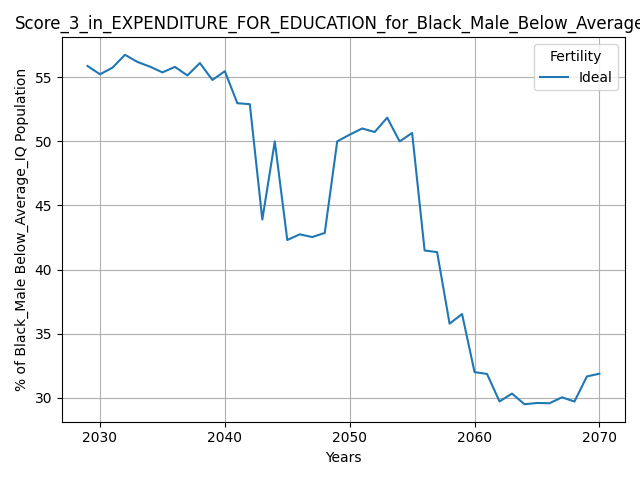 Score_3_in_EXPENDITURE_FOR_EDUCATION_for_Black_Male_Below_Average
Fertility
Ideal
% of Black_Male Below_Average_IQ Population
55
50
45
40
35
30
2030 2040 2050 2060 2070
Years